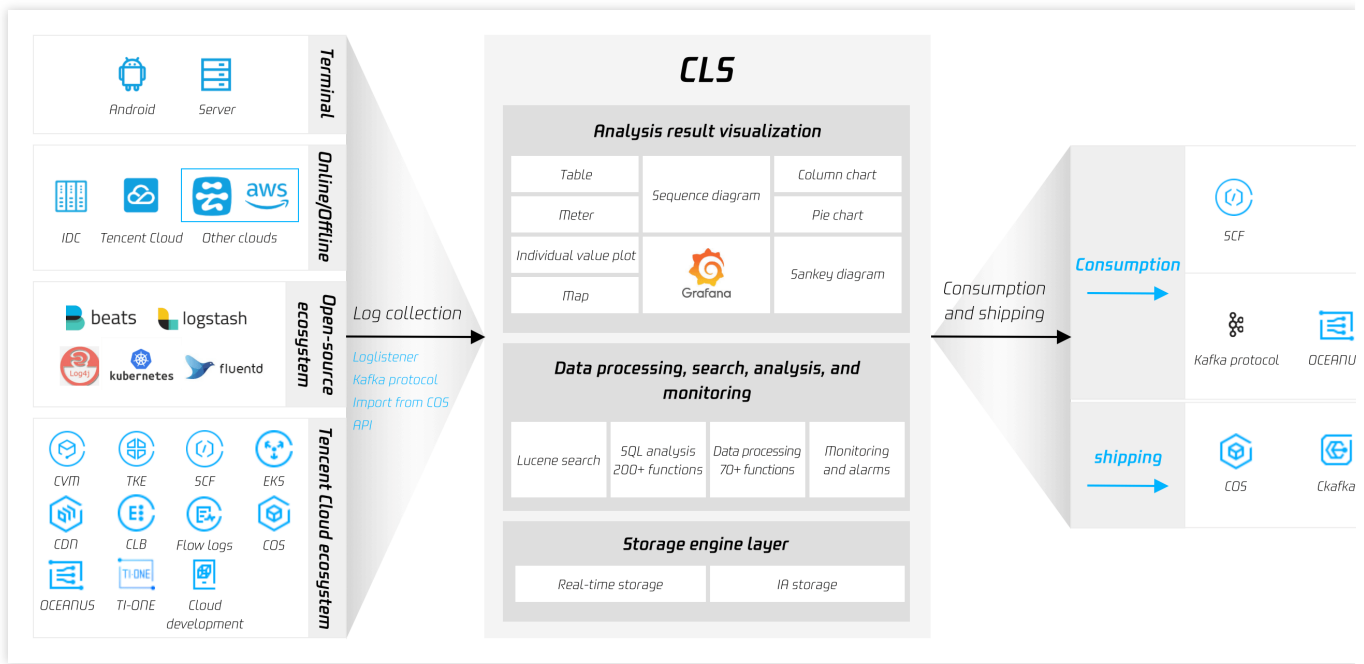 Terminal
Android
Server
Online/Offline
aws
IDC
Tencent Cloud
Other clouds
Open-source
ecosystem
beats
logstash
Log4j
kubernetes
fluentd
Tencent Cloud ecosystem
CVM
TKE
SCF
EKS
CDN
CLB
Flow logs
COS
TI-ONE
OCEANUS
TI-ONE
Cloud
development
Log collection
Loglistener
Kafka protocol
Import from COS
API
CLS
Analysis result visualization
Table
Sequence diagram
Column chart
Meter
Pie chart
Individual value plot
Grafana
Sankey diagram
Map
Data processing, search, analysis, and
monitoring
Lucene search
SQL analysis
200+ functions
Data processing
70+ functions
Monitoring
and alarms
Storage engine layer
Real-time storage
IA storage
Consumption
and shipping
Consumption
SCF
Kafka protocol
OCEANUS
shipping
COS
Ckafka